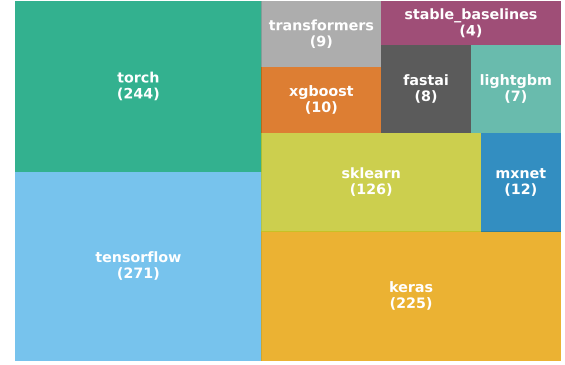 torch
(244)
tensorflow
(271)
transformers
(9)
xgboost
(10)
stable_baselines
(4)
fastai
(8)
lightgbm
(7)
sklearn
(126)
mxnet
(12)
keras
(225)